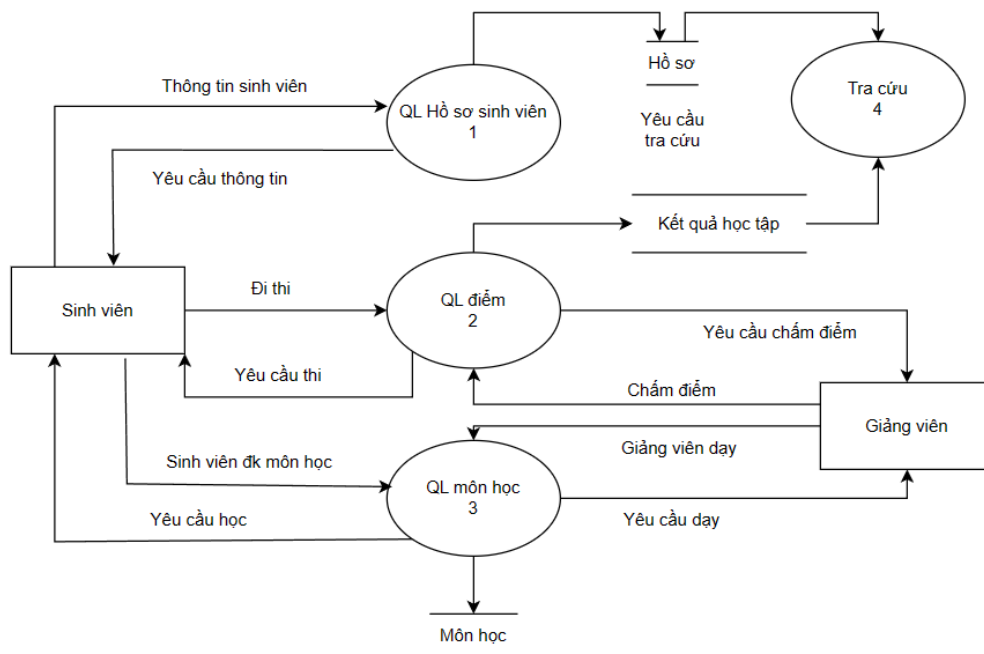 Thông tin sinh viên
Hồ sơ
QL Hồ sơ sinh viên
1
Tra cứu
4
Yêu cầu
tra cứu
Yêu cầu thông tin
Kết quả học tập
Đi thi
Sinh viên
QL điểm
2
Yêu cầu chấm điểm
Yêu cầu thi
Chấm điểm
Giảng viên
Giảng viên dạy
Sinh viên đk môn học
QL môn học
3
Yêu cầu học
Yêu cầu dạy
Môn học